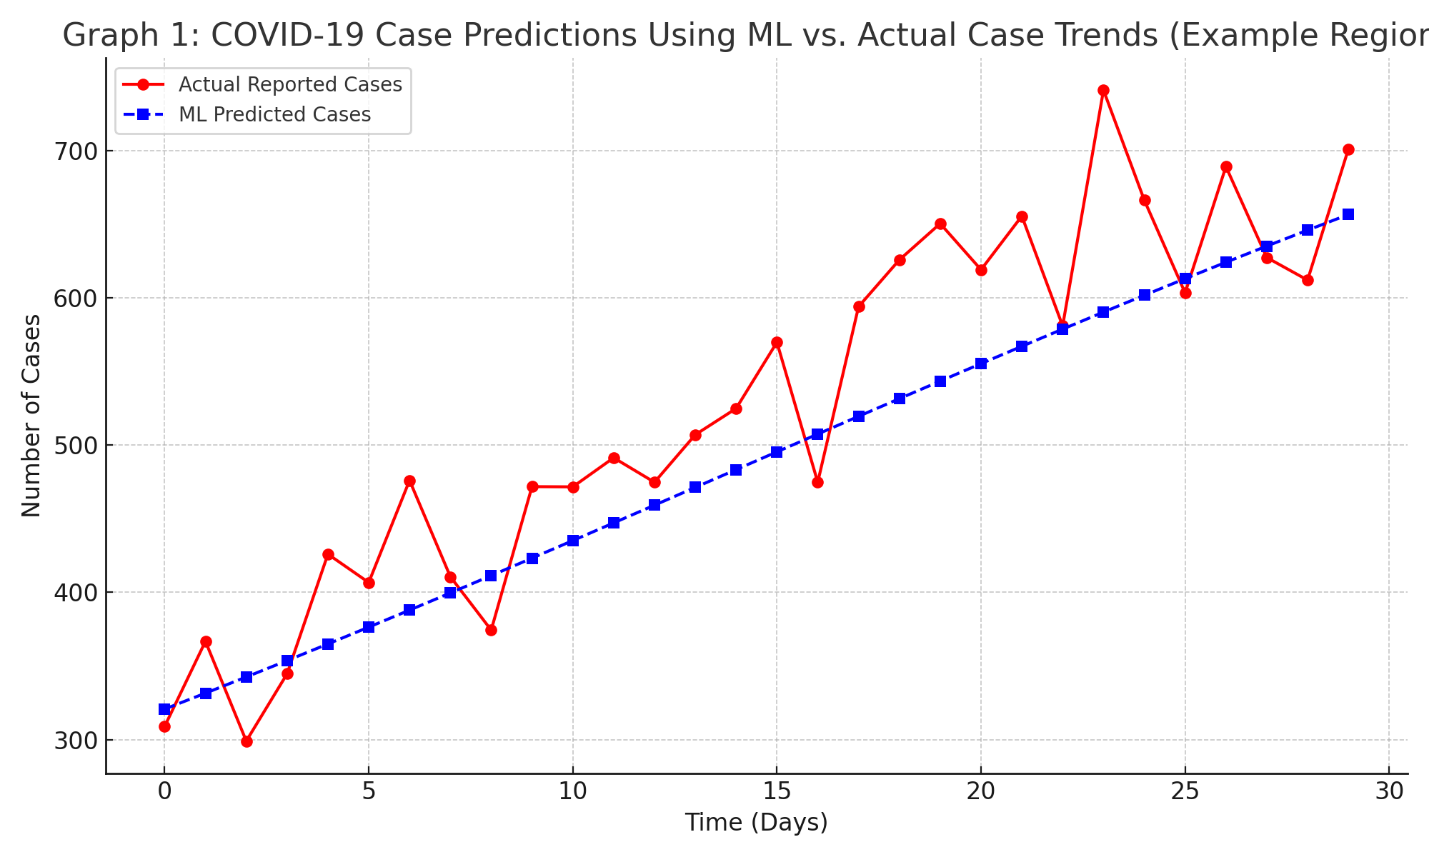 Graph 1: COVID-19 Case Predictions Using ML vs. Actual Case Trends (Example Region
Actual Reported Cases
ML Predicted Cases
700
600
500
400
300
Number of Cases
0 5 10 15 20 25 30
Time (Days)